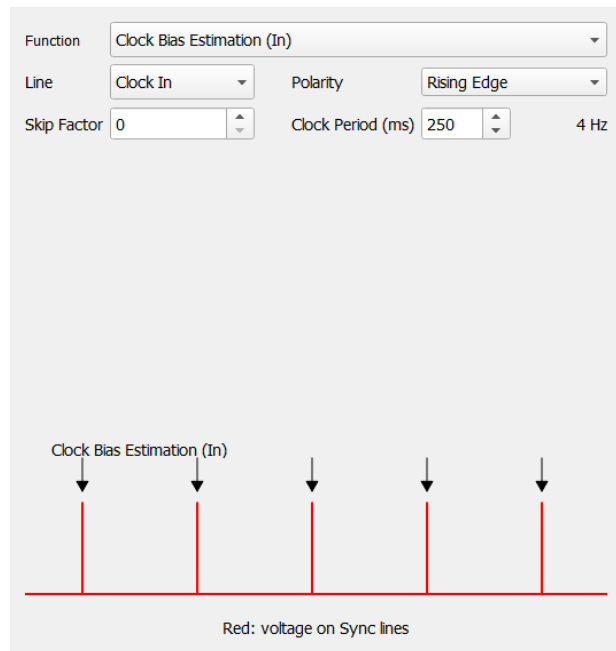 Function Clock Bias Estimation (In)
Line Clock In Polarity Rising Edge
Skip Factor 0 Clock Period (ms) 250 4 Hz
Clock Bias Estimation (In)
Red: voltage on Sync lines